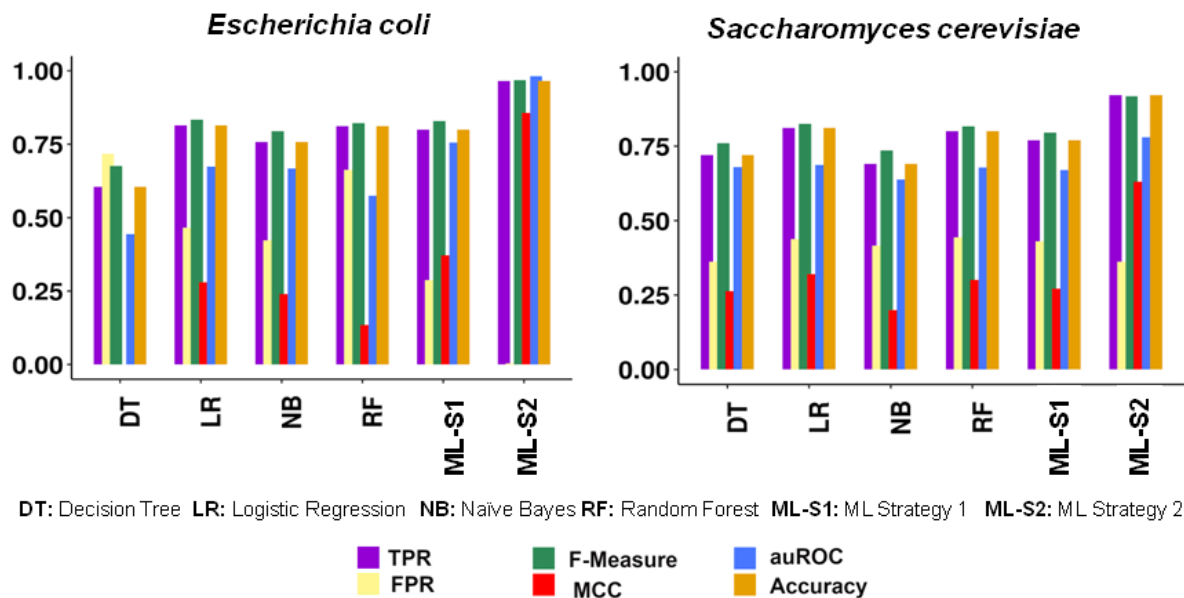 Escherichia coli
Saccharomyces cerevisiae
1.00
0.75
0.50
0.25
0.00
DT
LR
NB
RF
ML-S1
ML-S2
1.00
0.75
0.50
0.25
0.00
DT
LR
NB
RF
ML-S1
ML-S2
DT: Decision Tree LR: Logistic Regression NB: Naïve Bayes RF: Random Forest ML-S1: ML Strategy 1 ML-S2: ML Strategy 2
TPR F-Measure auROC
FPR MCC Accuracy